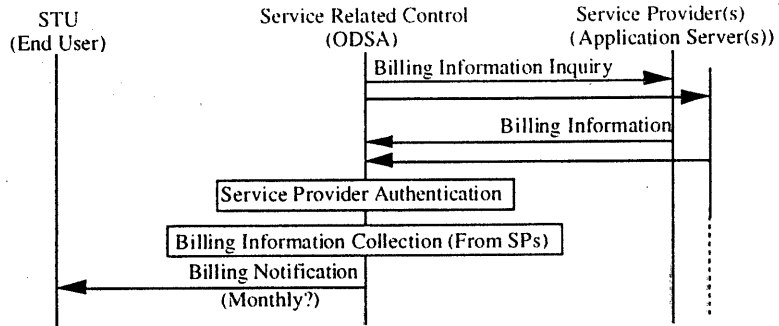 STU
(End User)
Service Related Control
(ODSA)
Service Provider(s)
(Application Server(s))
Billing Information Inquiry
Billing Information
Service Provider Authentication
Billing Information Collection (From SPs)
Billing Notification
(Monthly?)